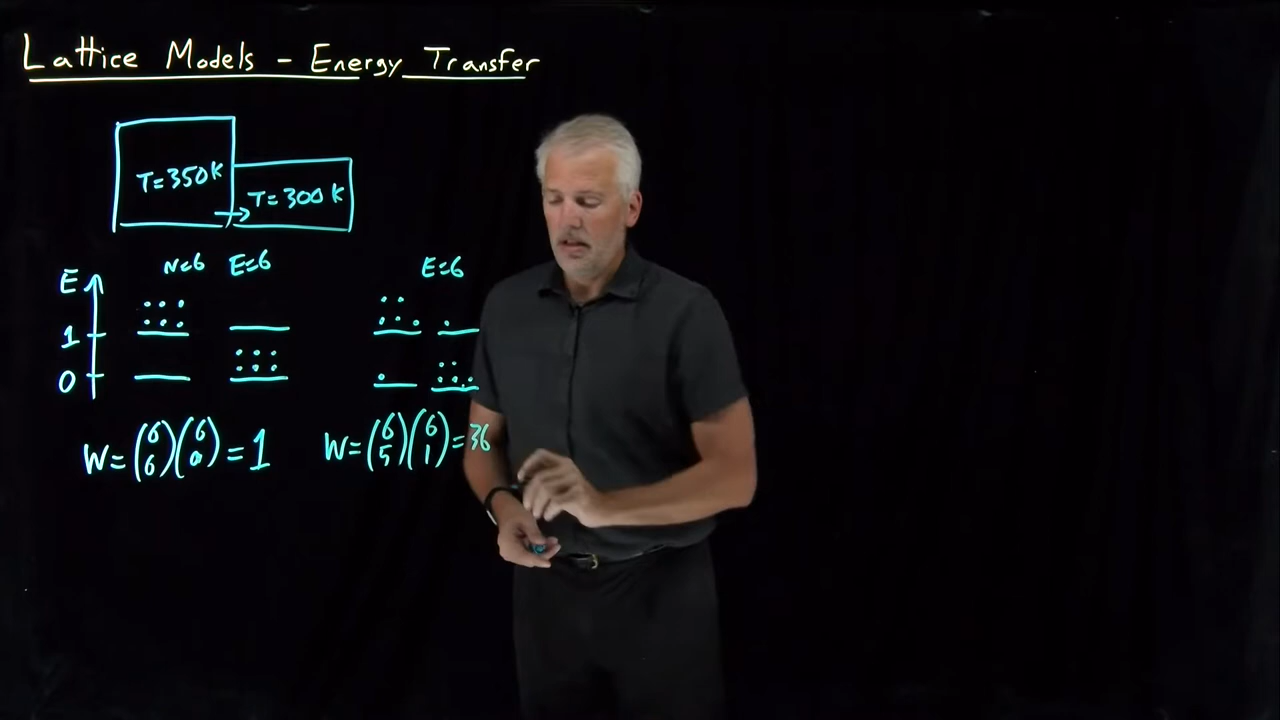 Lattice Models - Energy Transfer
T=350K
T=300K
N=6 E=6 E=6
E
1
0
W=(6 6)(6 0)=1 W=(6 5)(6 1)=36